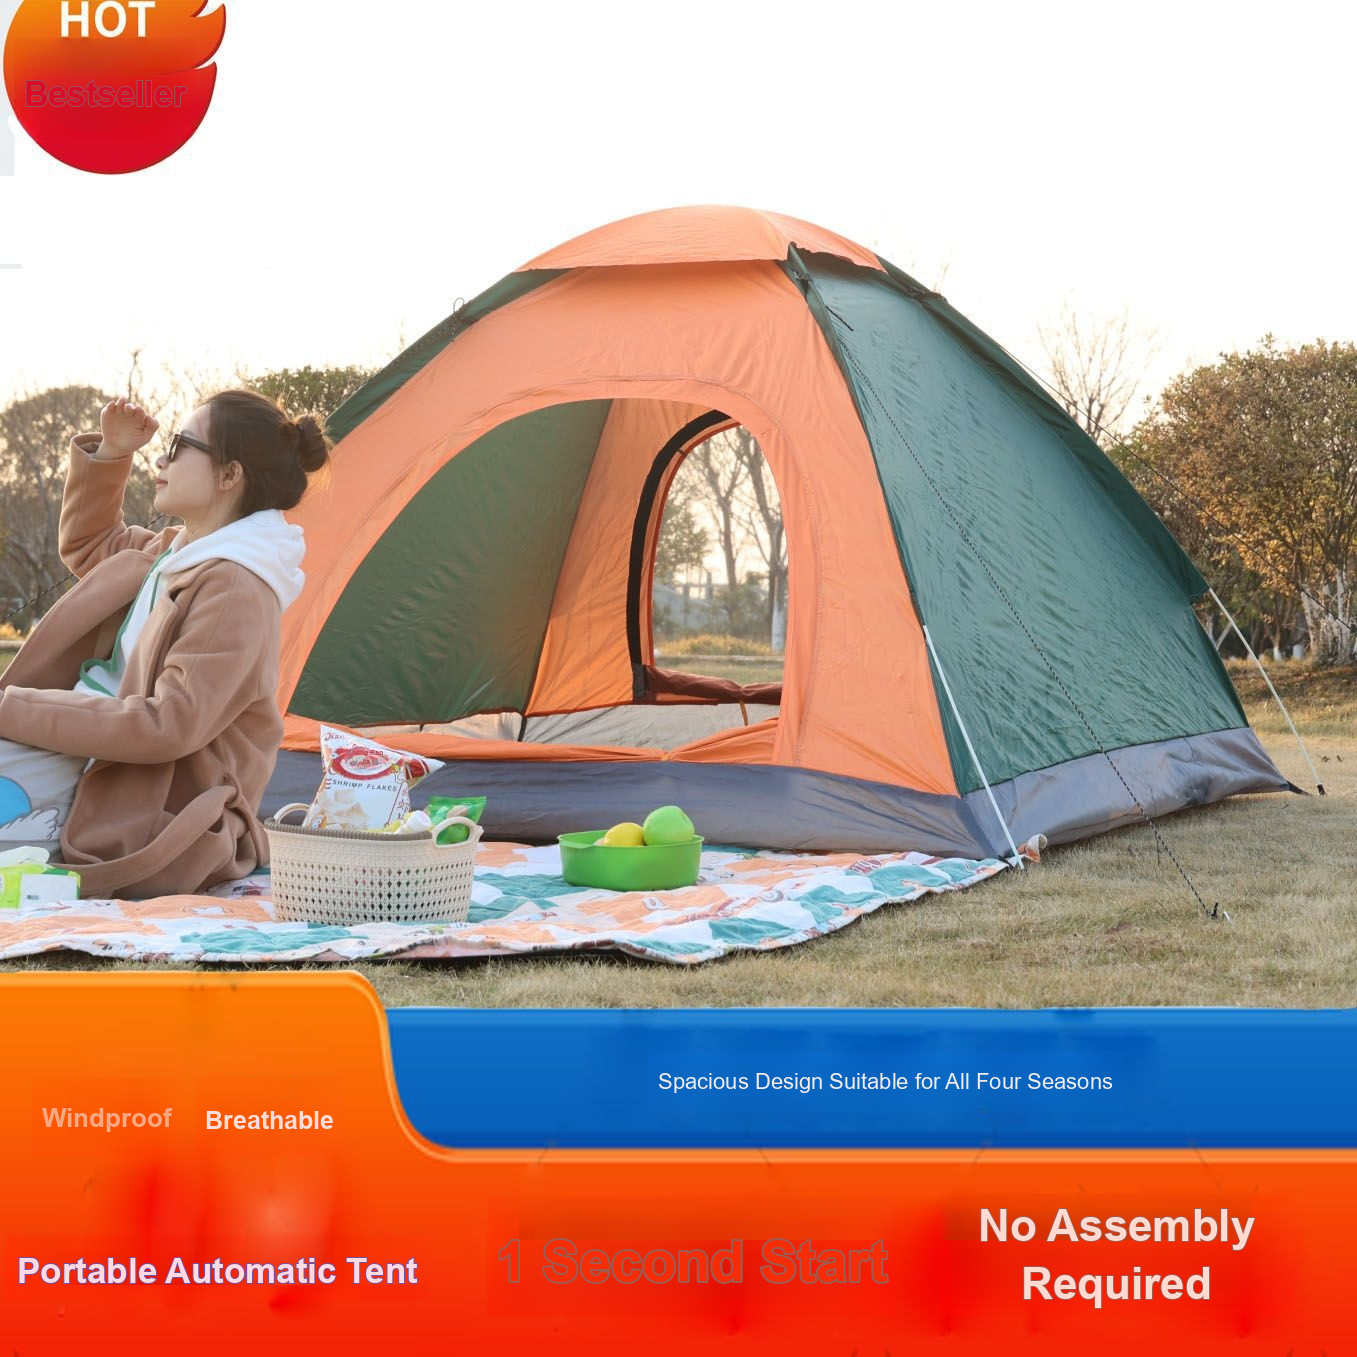 HOT
Bestseller
SHRIMP FLAKES
Spacious Design Suitable for All Four Seasons
Windproof Breathable
No Assembly
Required
1 Second Start
Portable Automatic Tent